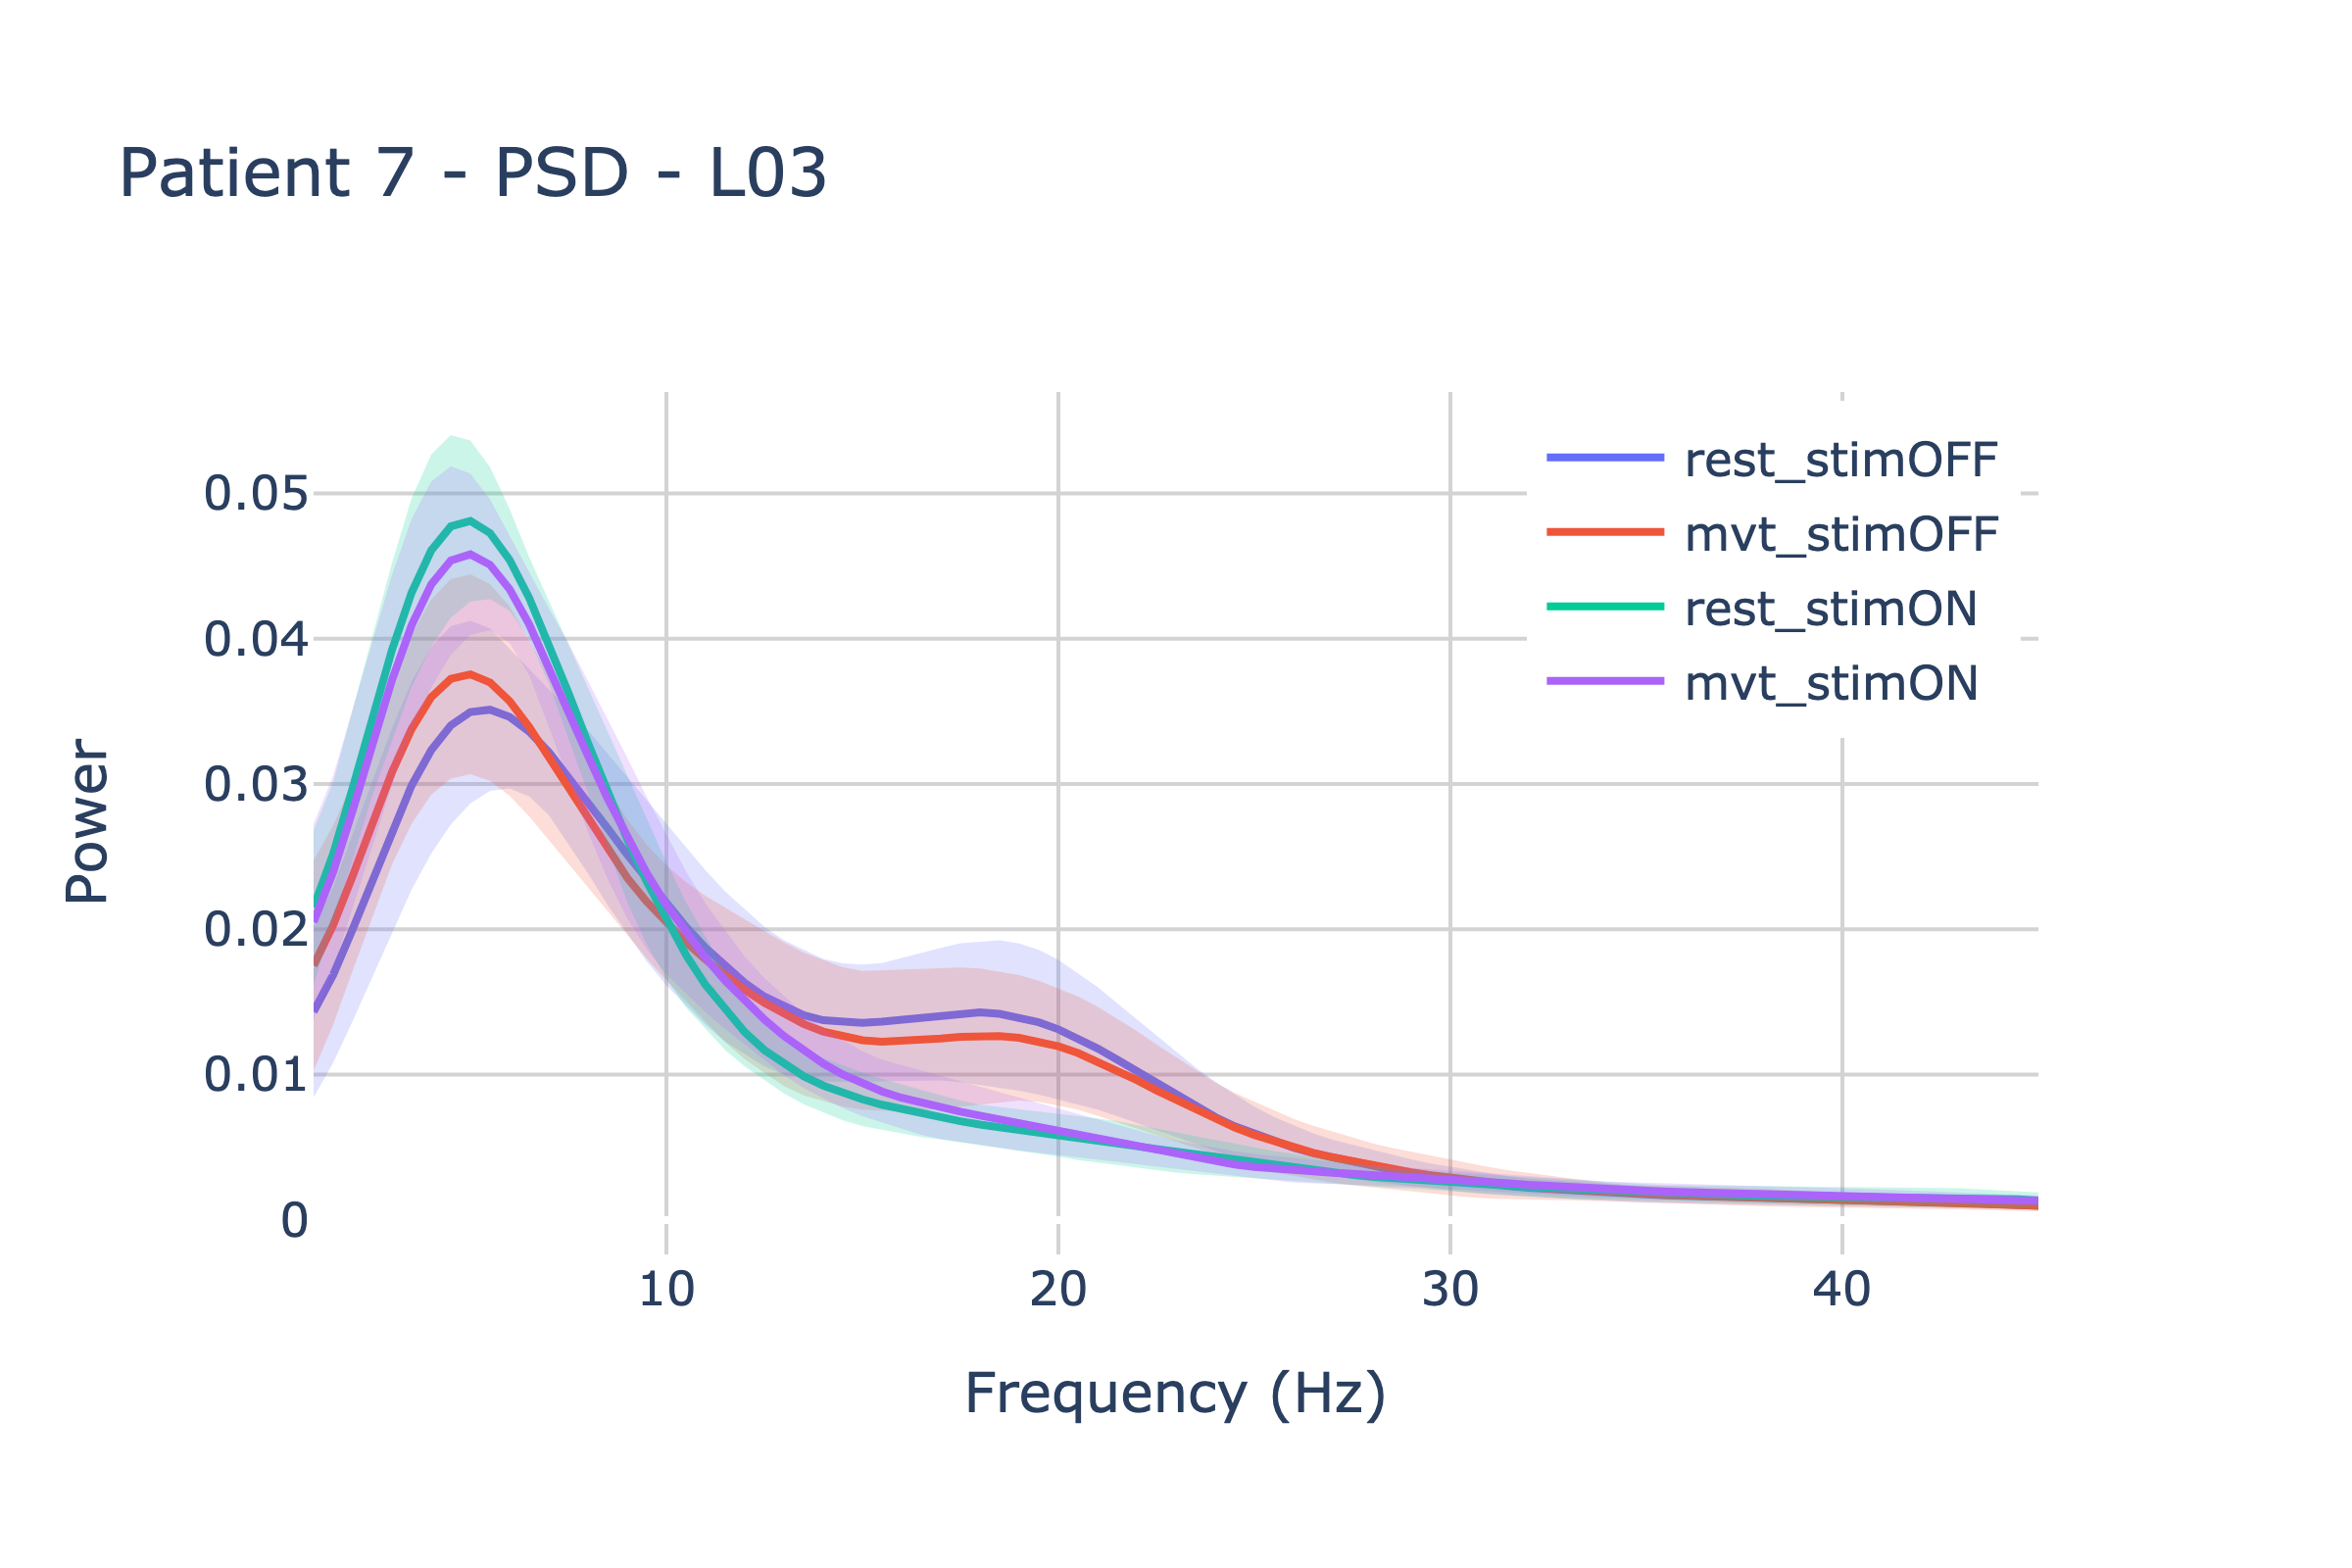 Patient 7 - PSD - L03
rest_stimOFF
mvt_stimOFF
rest_stimON
mvt_stimON
0.05
0.04
0.03
0.02
0.01
0
Power
10 20 30 40
Frequency (Hz)